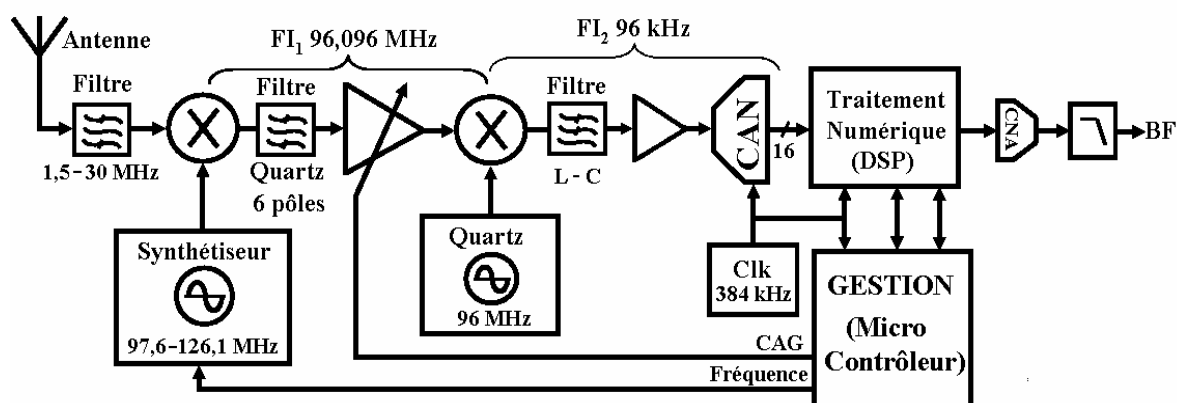 Antenne
FI1 96,096 MHz
FI2 96 kHz
Filtre
1,5–30 MHz
Filtre
Quartz
6 pôles
Filtre
L - C
CAN
16
Traitement
Numérique
(DSP)
CNA
BF
Synthétiseur
97,6–126,1 MHz
Quartz
96 MHz
Clk
384 kHz
GESTION
(Micro
Contrôleur)
CAG
Fréquence